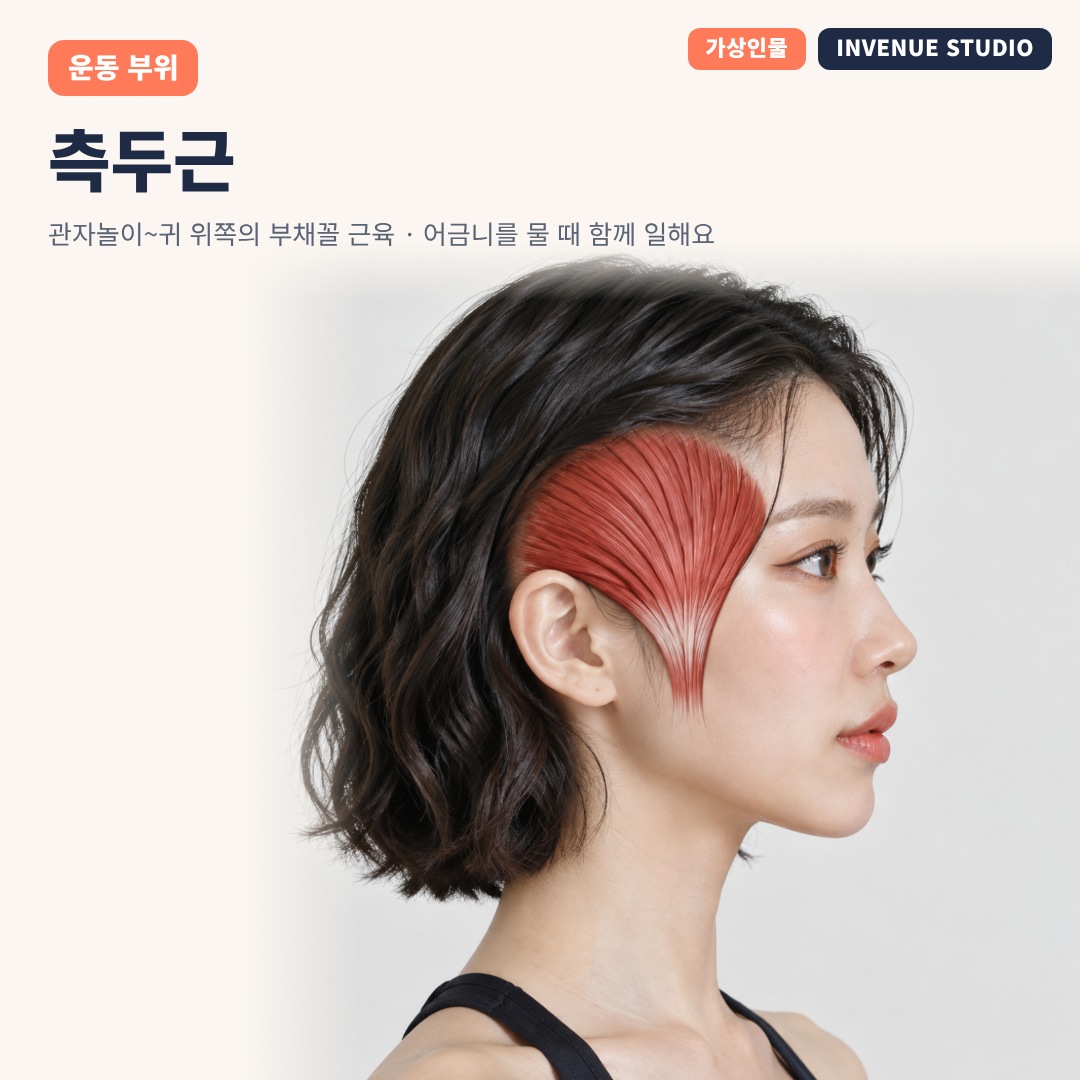 운동 부위
가상인물
INVENUE STUDIO
측두근
관자놀이~귀 위쪽의 부채꼴 근육 · 어금니를 물 때 함께 일해요